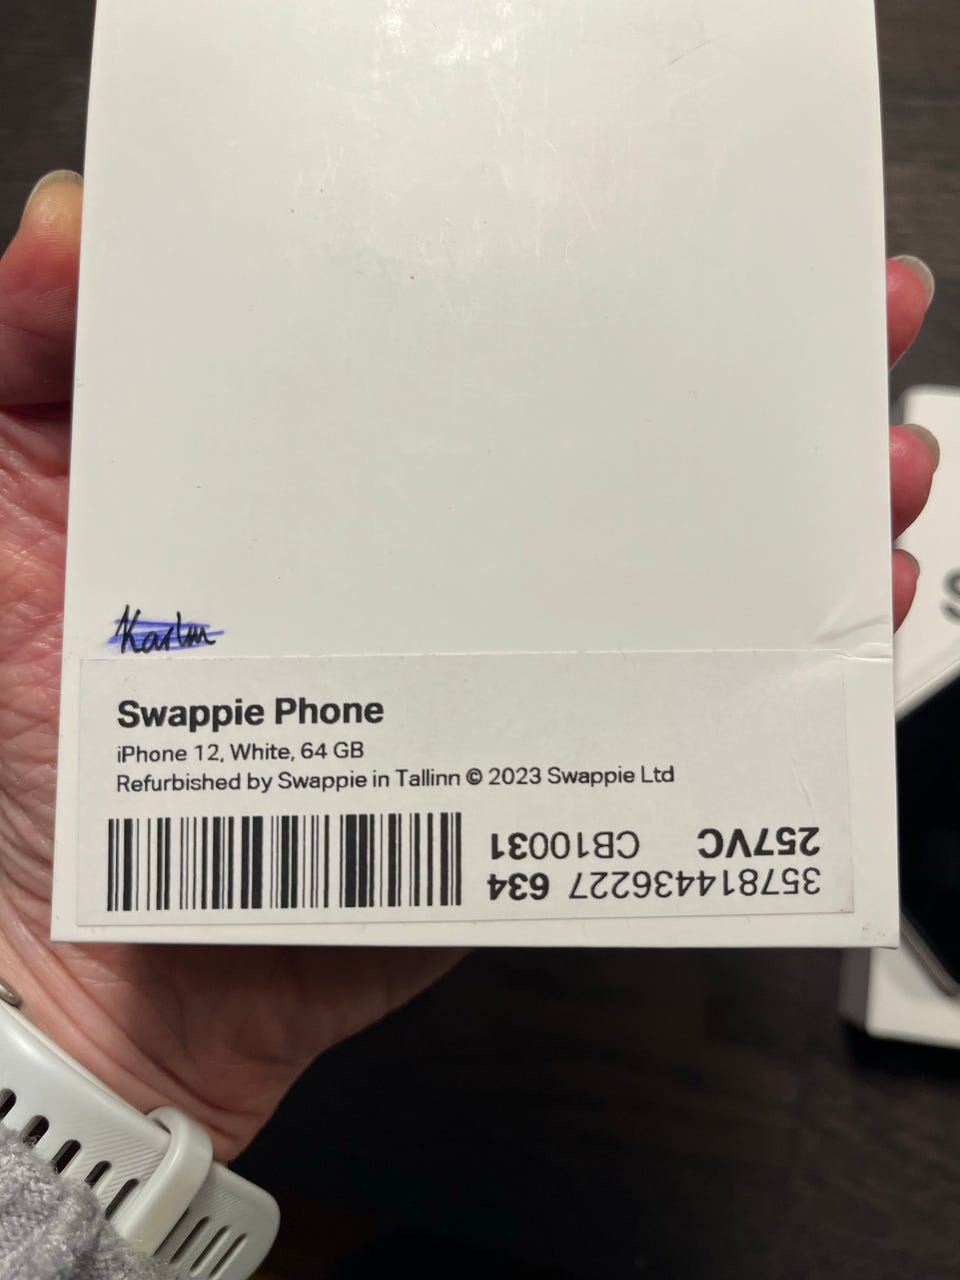 Swappie Phone
iPhone 12, White, 64 GB
Refurbished by Swappie in Tallinn © 2023 Swappie Ltd
357814436227 634
257VC CB10031
S